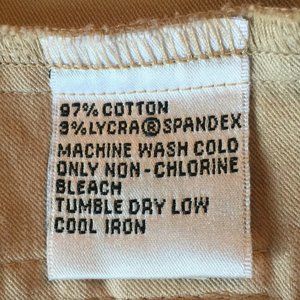 97% COTTON
3% LYCRA® SPANDEX
MACHINE WASH COLD
ONLY NON-CHLORINE
BLEACH
TUMBLE DRY LOW
COOL IRON